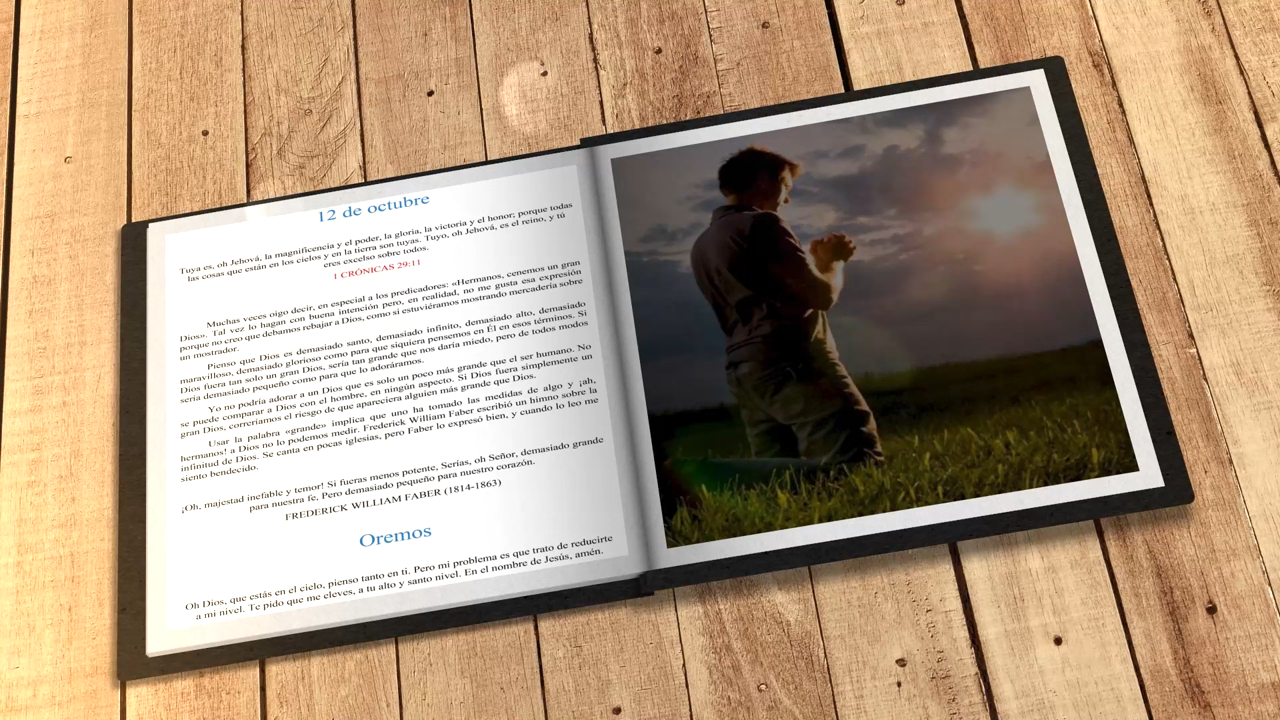 12 de octubre
Tuya es, oh Jehová, la magnificencia y el poder, la gloria, la victoria y el honor; porque todas
las cosas que están en los cielos y en la tierra son tuyas. Tuyo, oh Jehová, es el reino, y tú
eres excelso sobre todos.
1 CRÓNICAS 29:11
Muchas veces oigo decir, en especial a los predicadores: «Hermanos, cenemos un gran
Dios». Tal vez lo hagan con buena intención pero, en realidad, no me gusta esa expresión
porque no creo que debamos rebajar a Dios, como si estuviéramos mostrando mercadería sobre
un mostrador.
Pienso que Dios es demasiado santo, demasiado infinito, demasiado alto, demasiado
maravilloso, demasiado glorioso como para que siquiera pensemos en Él en esos términos. Si
Dios fuera tan solo un gran Dios, sería tan grande que nos daría miedo, pero de todos modos
sería demasiado pequeño como para que lo adoráramos.
Yo no podría adorar a un Dios que es solo un poco más grande que el ser humano. No
se puede comparar a Dios con el hombre, en ningún aspecto. Si Dios fuera simplemente un
gran Dios, correríamos el riesgo de que apareciera alguien más grande que Dios.
Usar la palabra «grande» implica que uno ha tomado las medidas de algo y ¡ah,
hermanos! a Dios no lo podemos medir. Frederick William Faber escribió un himno sobre la
infinitud de Dios. Se canta en pocas iglesias, pero Faber lo expresó bien, y cuando lo leo me
siento bendecido.
¡Oh, majestad inefable y temor! Si fueras menos potente, Serías, oh Señor, demasiado grande
para nuestra fe, Pero demasiado pequeño para nuestro corazón.
FREDERICK WILLIAM FABER (1814-1863)
Oremos
Oh Dios, que estás en el cielo, pienso tanto en ti. Pero mi problema es que trato de reducirte
a mi nivel. Te pido que me eleves, a tu alto y santo nivel. En el nombre de Jesús, amén.